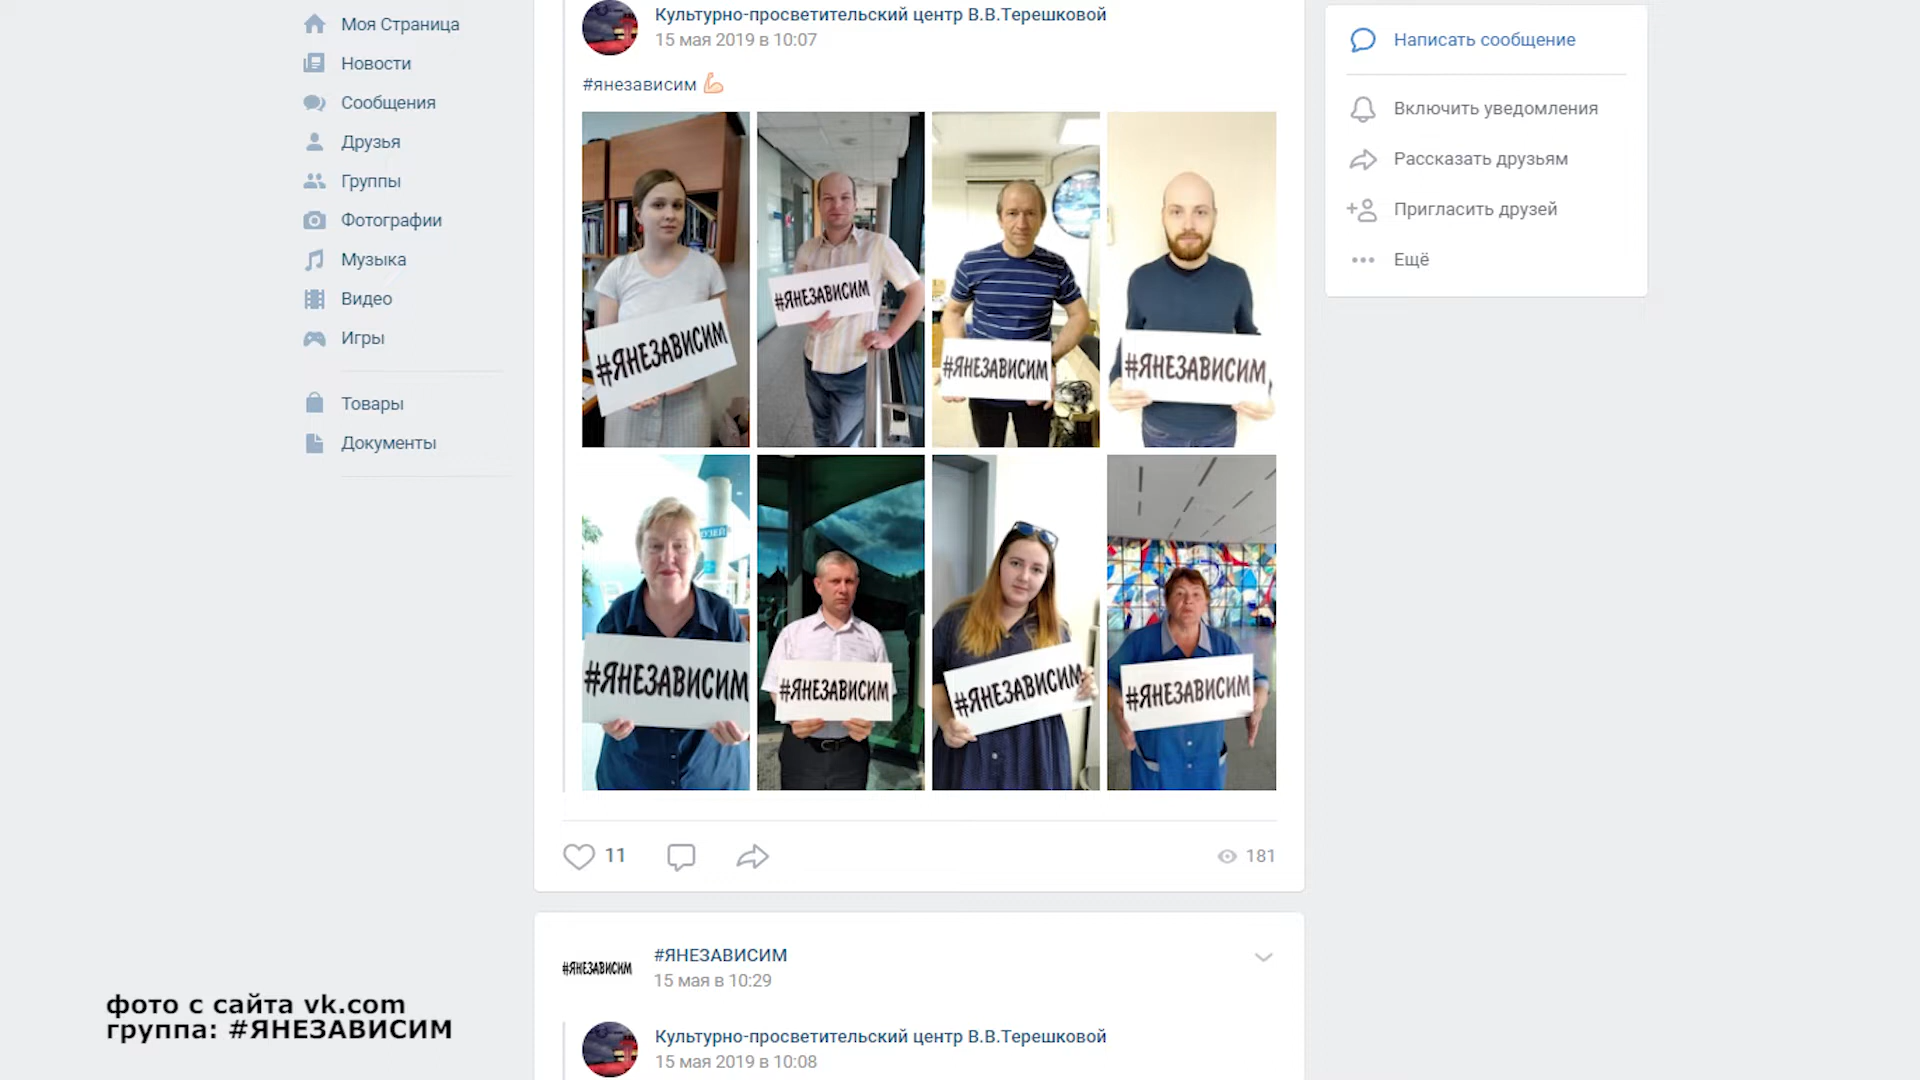 Моя Страница
Новости
Сообщения
Друзья
Группы
Фотографии
Музыка
Видео
Игры
Товары
Документы
Культурно-просветительский центр В.В.Терешковой
15 мая 2019 в 10:07
#янезависим
#ЯНЕЗАВИСИМ
#ЯНЕЗАВИСИМ
#ЯНЕЗАВИСИМ
#ЯНЕЗАВИСИМ
#ЯНЕЗАВИСИМ
#ЯНЕЗАВИСИМ
#ЯНЕЗАВИСИМ
#ЯНЕЗАВИСИМ
11
181
#ЯНЕЗАВИСИМ
#ЯНЕЗАВИСИМ
15 мая в 10:29
Культурно-просветительский центр В.В.Терешковой
15 мая 2019 в 10:08
Написать сообщение
Включить уведомления
Рассказать друзьям
Пригласить друзей
Ещё
фото с сайта vk.com
группа: #ЯНЕЗАВИСИМ